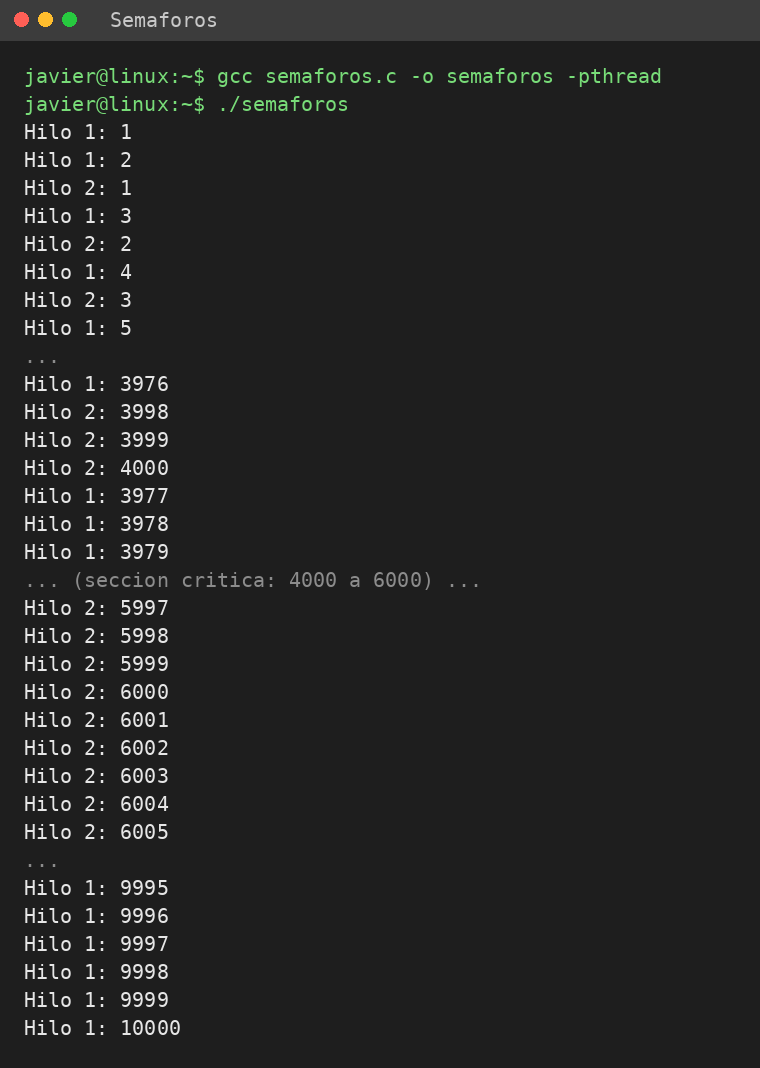 Semaforos
javier@linux:~$ gcc semaforos.c -o semaforos -pthread
javier@linux:~$ ./semaforos
Hilo 1: 1
Hilo 1: 2
Hilo 2: 1
Hilo 1: 3
Hilo 2: 2
Hilo 1: 4
Hilo 2: 3
Hilo 1: 5
...
Hilo 1: 3976
Hilo 2: 3998
Hilo 2: 3999
Hilo 2: 4000
Hilo 1: 3977
Hilo 1: 3978
Hilo 1: 3979
... (seccion critica: 4000 a 6000) ...
Hilo 2: 5997
Hilo 2: 5998
Hilo 2: 5999
Hilo 2: 6000
Hilo 2: 6001
Hilo 2: 6002
Hilo 2: 6003
Hilo 2: 6004
Hilo 2: 6005
...
Hilo 1: 9995
Hilo 1: 9996
Hilo 1: 9997
Hilo 1: 9998
Hilo 1: 9999
Hilo 1: 10000